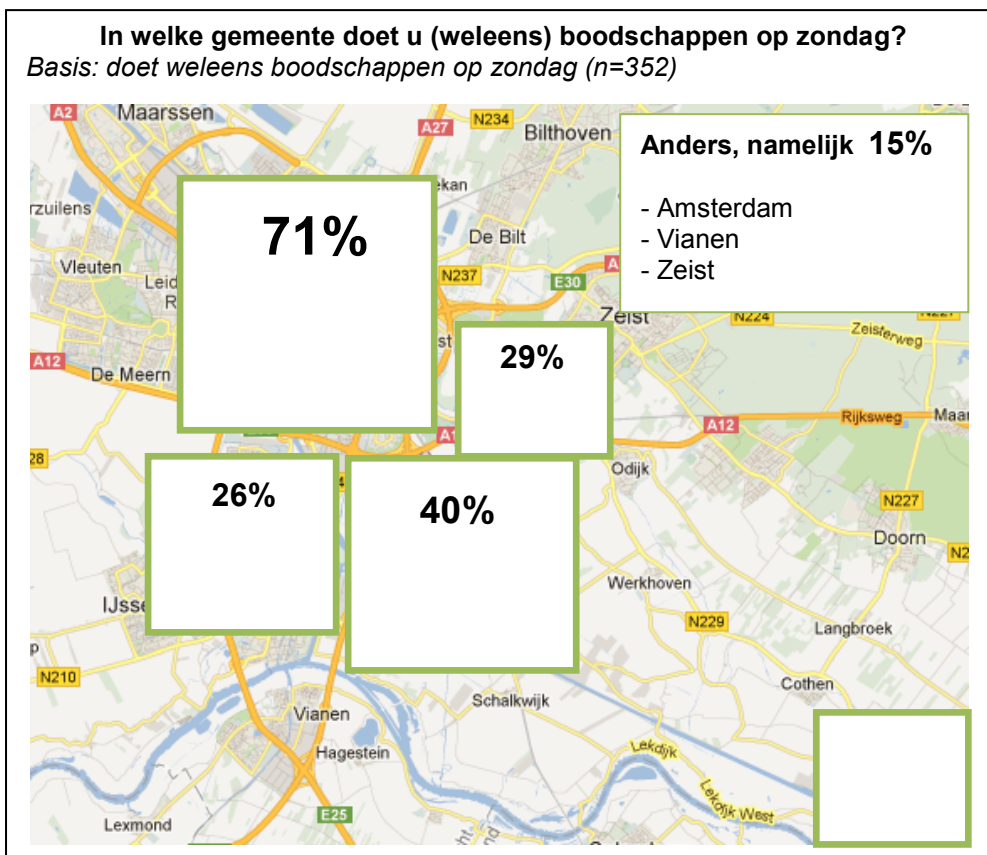 In welke gemeente doet u (weleens) boodschappen op zondag?
Basis: doet weleens boodschappen op zondag (n=352)
A2
Maarssen
A27
N234
Bilthoven
Anders, namelijk 15%
- Amsterdam
- Vianen
- Zeist
71%
De Bilt
Vleuten
N237
E30
Zeist
N224
Zeisterweg
A12
De Meern
29%
A12
Rijksweg
26%
40%
Odijk
N227
Doorn
Werkhoven
N229
Langbroek
N210
Schalkwijk
Cothen
Vianen
Hagestein
Lekdijk
Lekdijk West
E25
Lexmond